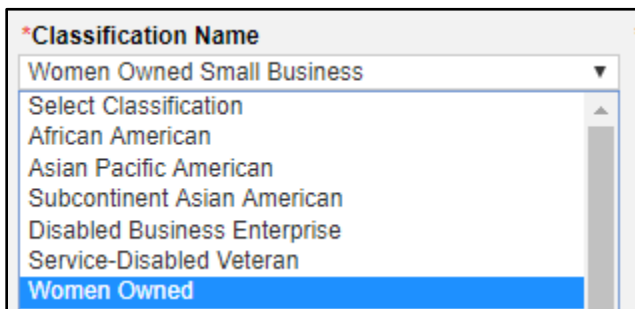 *Classification Name
Women Owned Small Business
Select Classification
African American
Asian Pacific American
Subcontinent Asian American
Disabled Business Enterprise
Service-Disabled Veteran
Women Owned